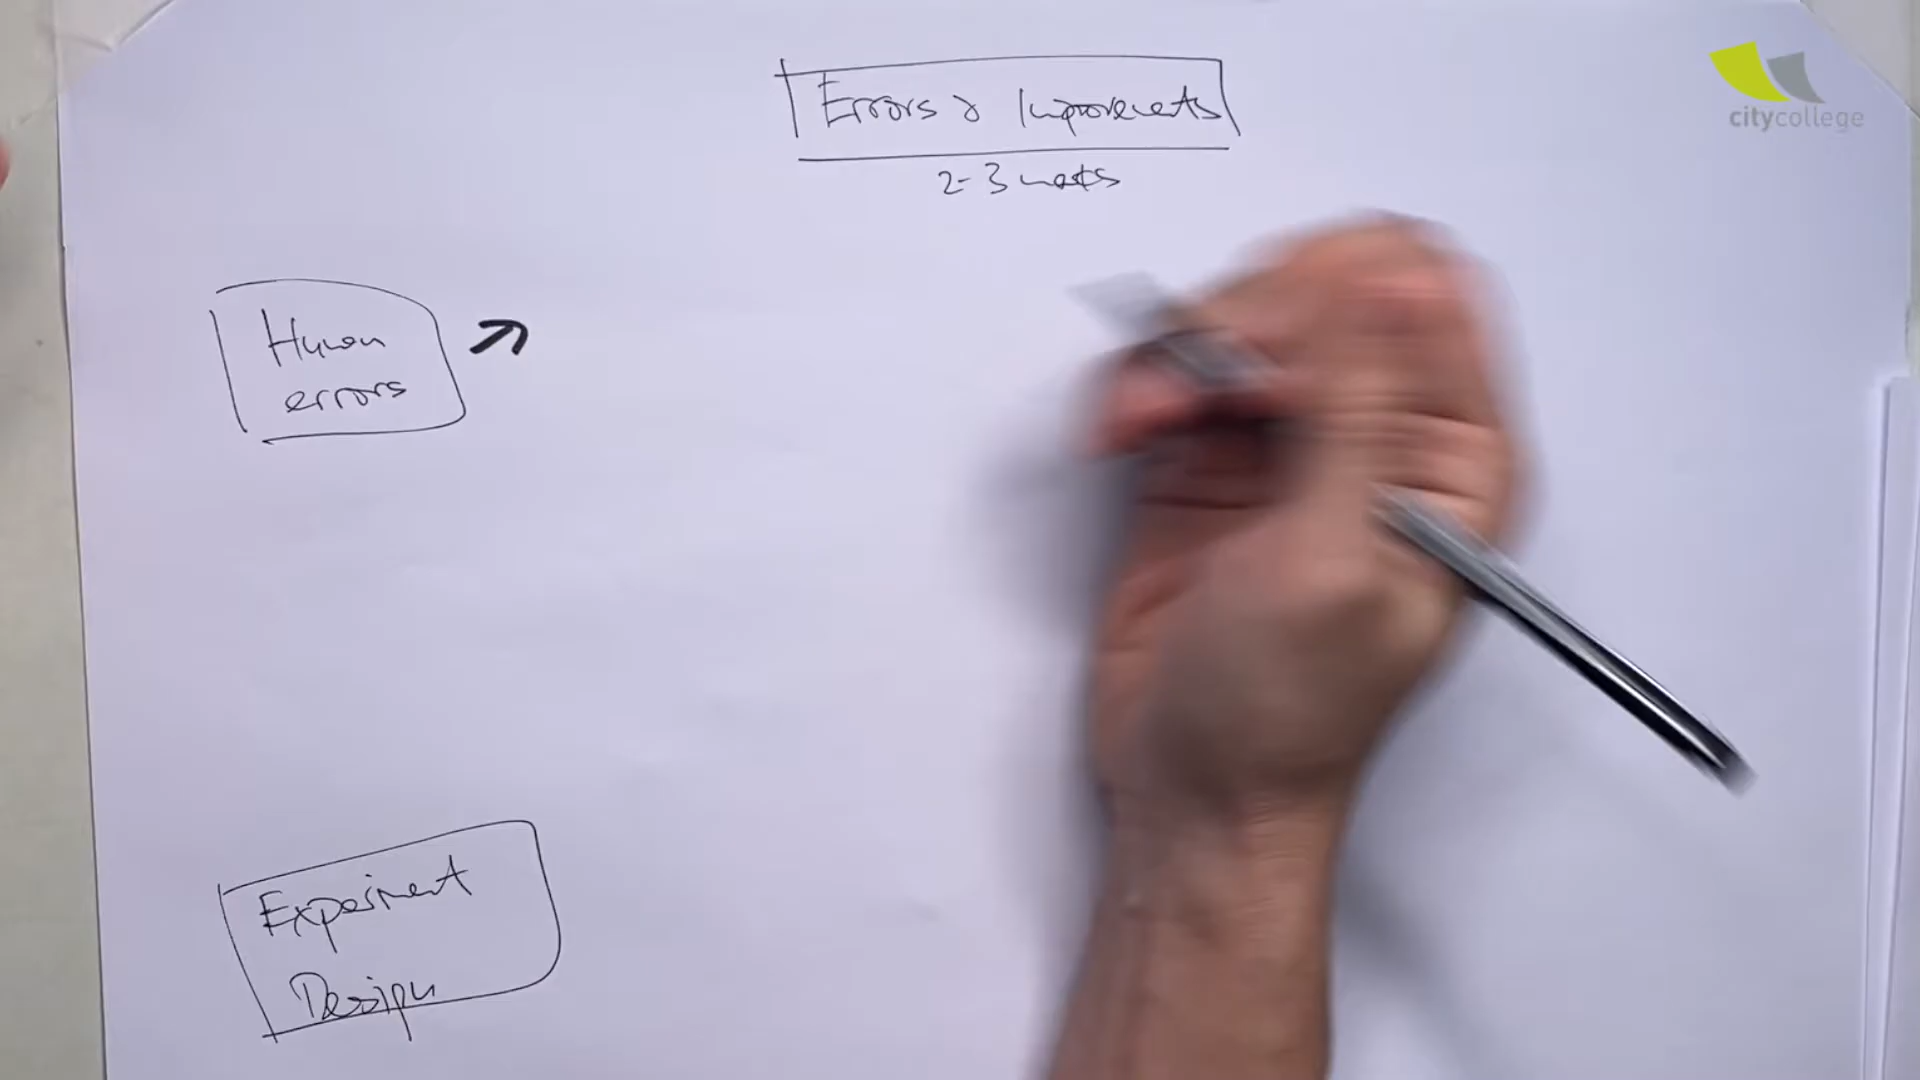 Errors & Improvements
2-3 marks
citycollege
Human
errors
Experiment
Design